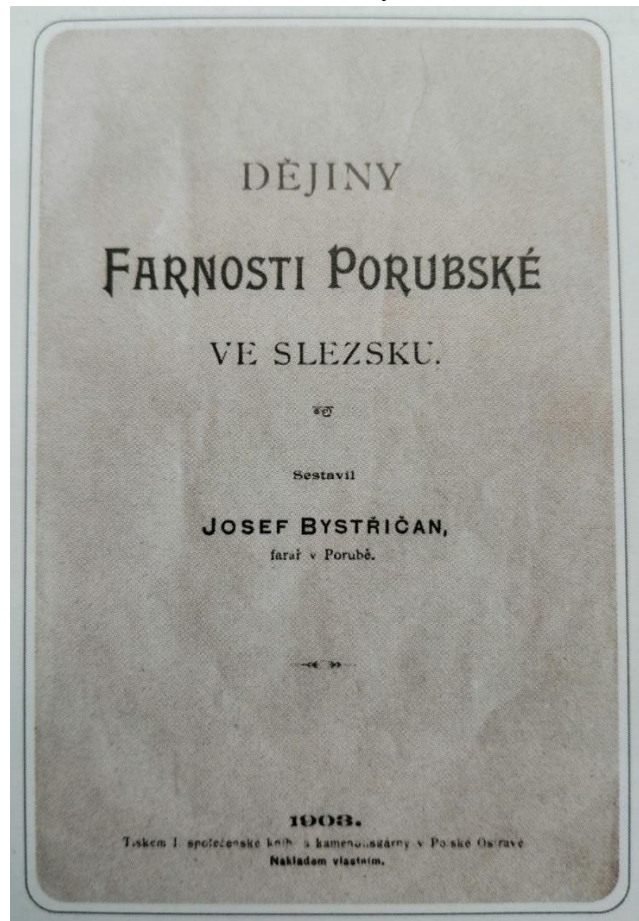 DĚJINY
FARNOSTI PORUBSKÉ
VE SLEZSKU.
Sestavil
JOSEF BYSTŘIČAN,
farář v Porubě.
1903.
Tiskem I. společenské knih- a kamenotiskárny v Polské Ostravě
Nákladem vlastním.